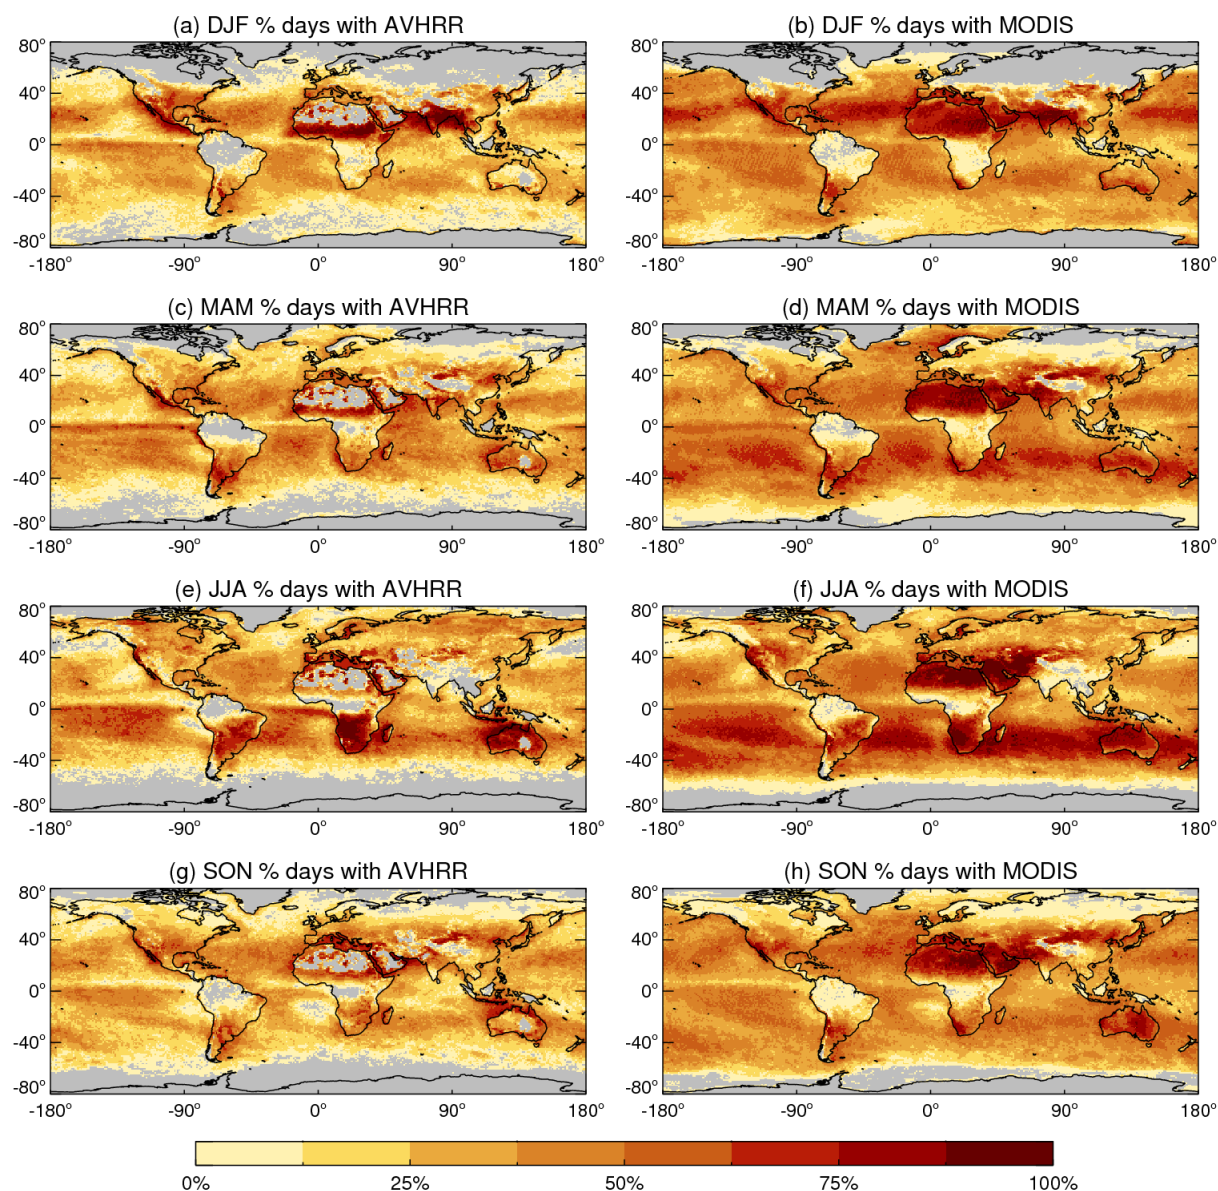 (a) DJF % days with AVHRR
(b) DJF % days with MODIS
80° 40° 0° -40° -80°
80° 40° 0° -40° -80°
-180° -90° 0° 90° 180°
-180° -90° 0° 90° 180°
(c) MAM % days with AVHRR
(d) MAM % days with MODIS
80° 40° 0° -40° -80°
80° 40° 0° -40° -80°
-180° -90° 0° 90° 180°
-180° -90° 0° 90° 180°
(e) JJA % days with AVHRR
(f) JJA % days with MODIS
80° 40° 0° -40° -80°
80° 40° 0° -40° -80°
-180° -90° 0° 90° 180°
-180° -90° 0° 90° 180°
(g) SON % days with AVHRR
(h) SON % days with MODIS
80° 40° 0° -40° -80°
80° 40° 0° -40° -80°
-180° -90° 0° 90° 180°
-180° -90° 0° 90° 180°
0% 25% 50% 75% 100%